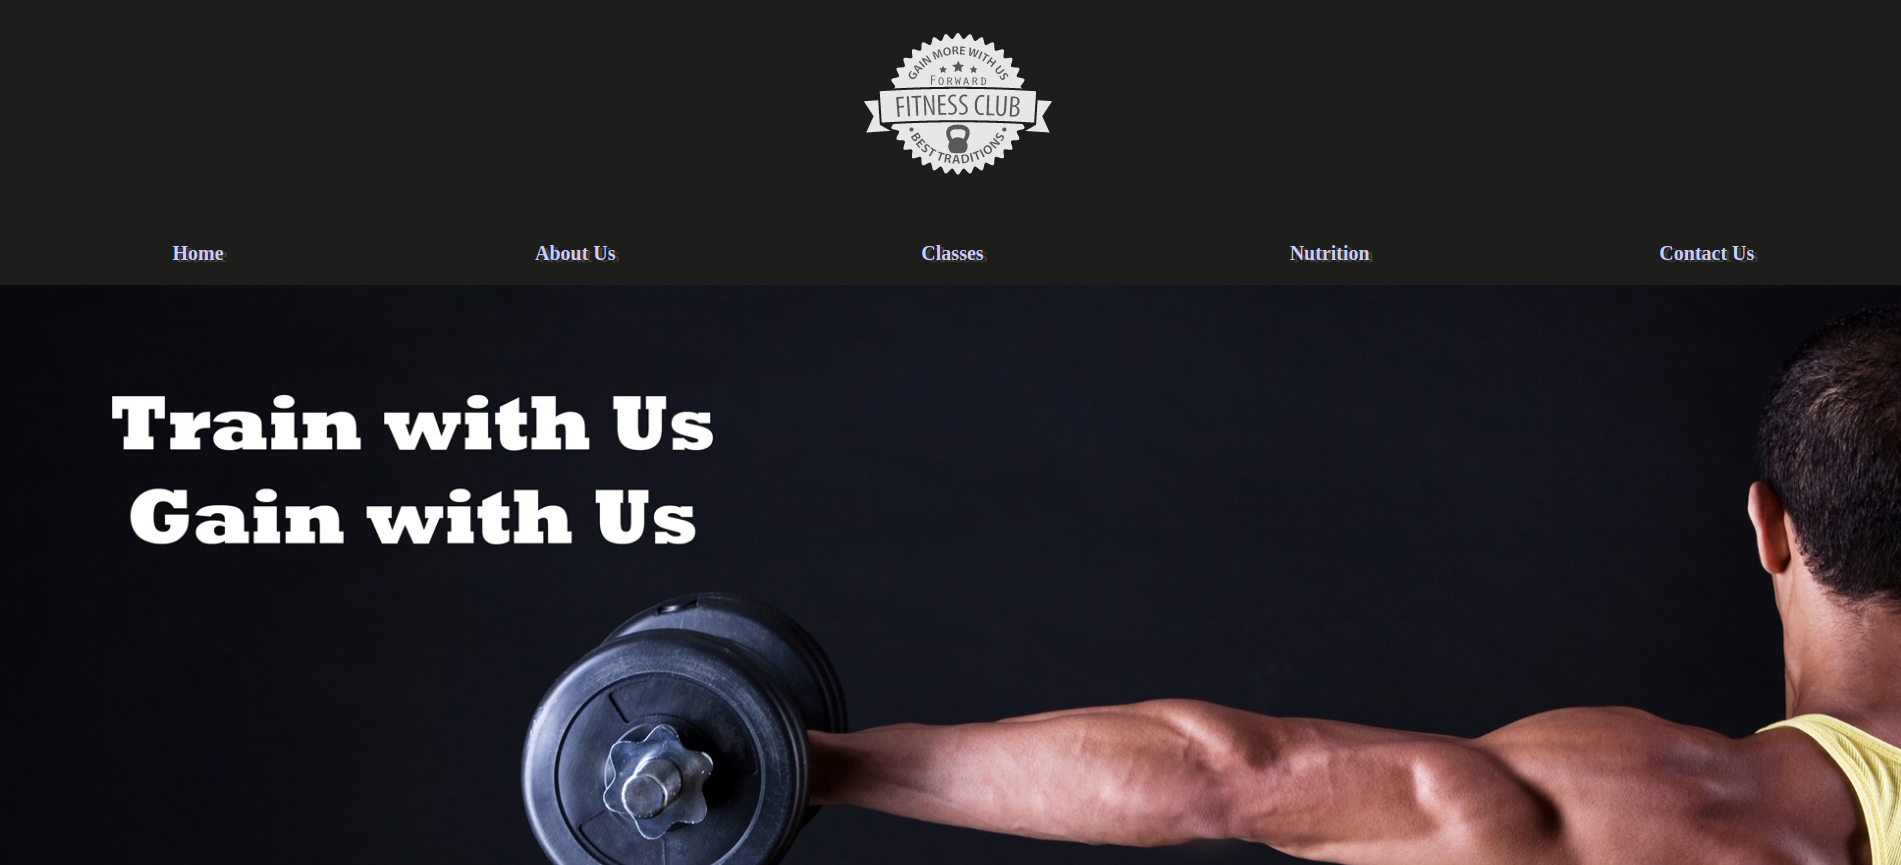 GAIN MORE WITH US
FORWARD
FITNESS CLUB
BEST TRADITIONS
Home
About Us
Classes
Nutrition
Contact Us
Train with Us
Gain with Us